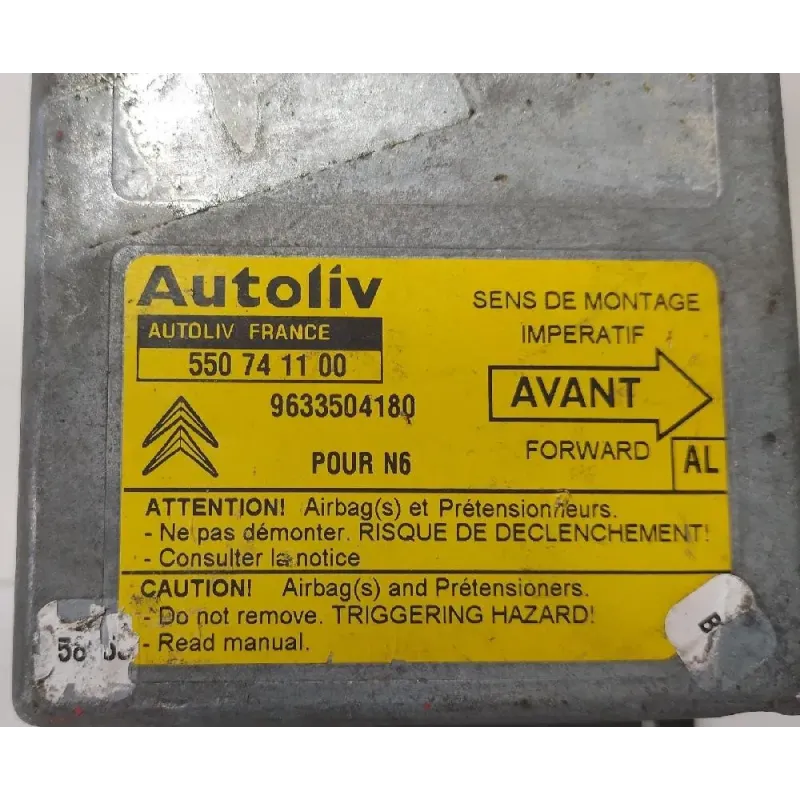 Autoliv
AUTOLIV FRANCE
550 74 11 00
9633504180
POUR N6
SENS DE MONTAGE
IMPERATIF
AVANT
FORWARD
AL
ATTENTION! Airbag(s) et Prétensionneurs.
- Ne pas démonter. RISQUE DE DECLENCHEMENT!
- Consulter la notice
CAUTION! Airbag(s) and Prétensioners.
- Do not remove. TRIGGERING HAZARD!
- Read manual.
58
B